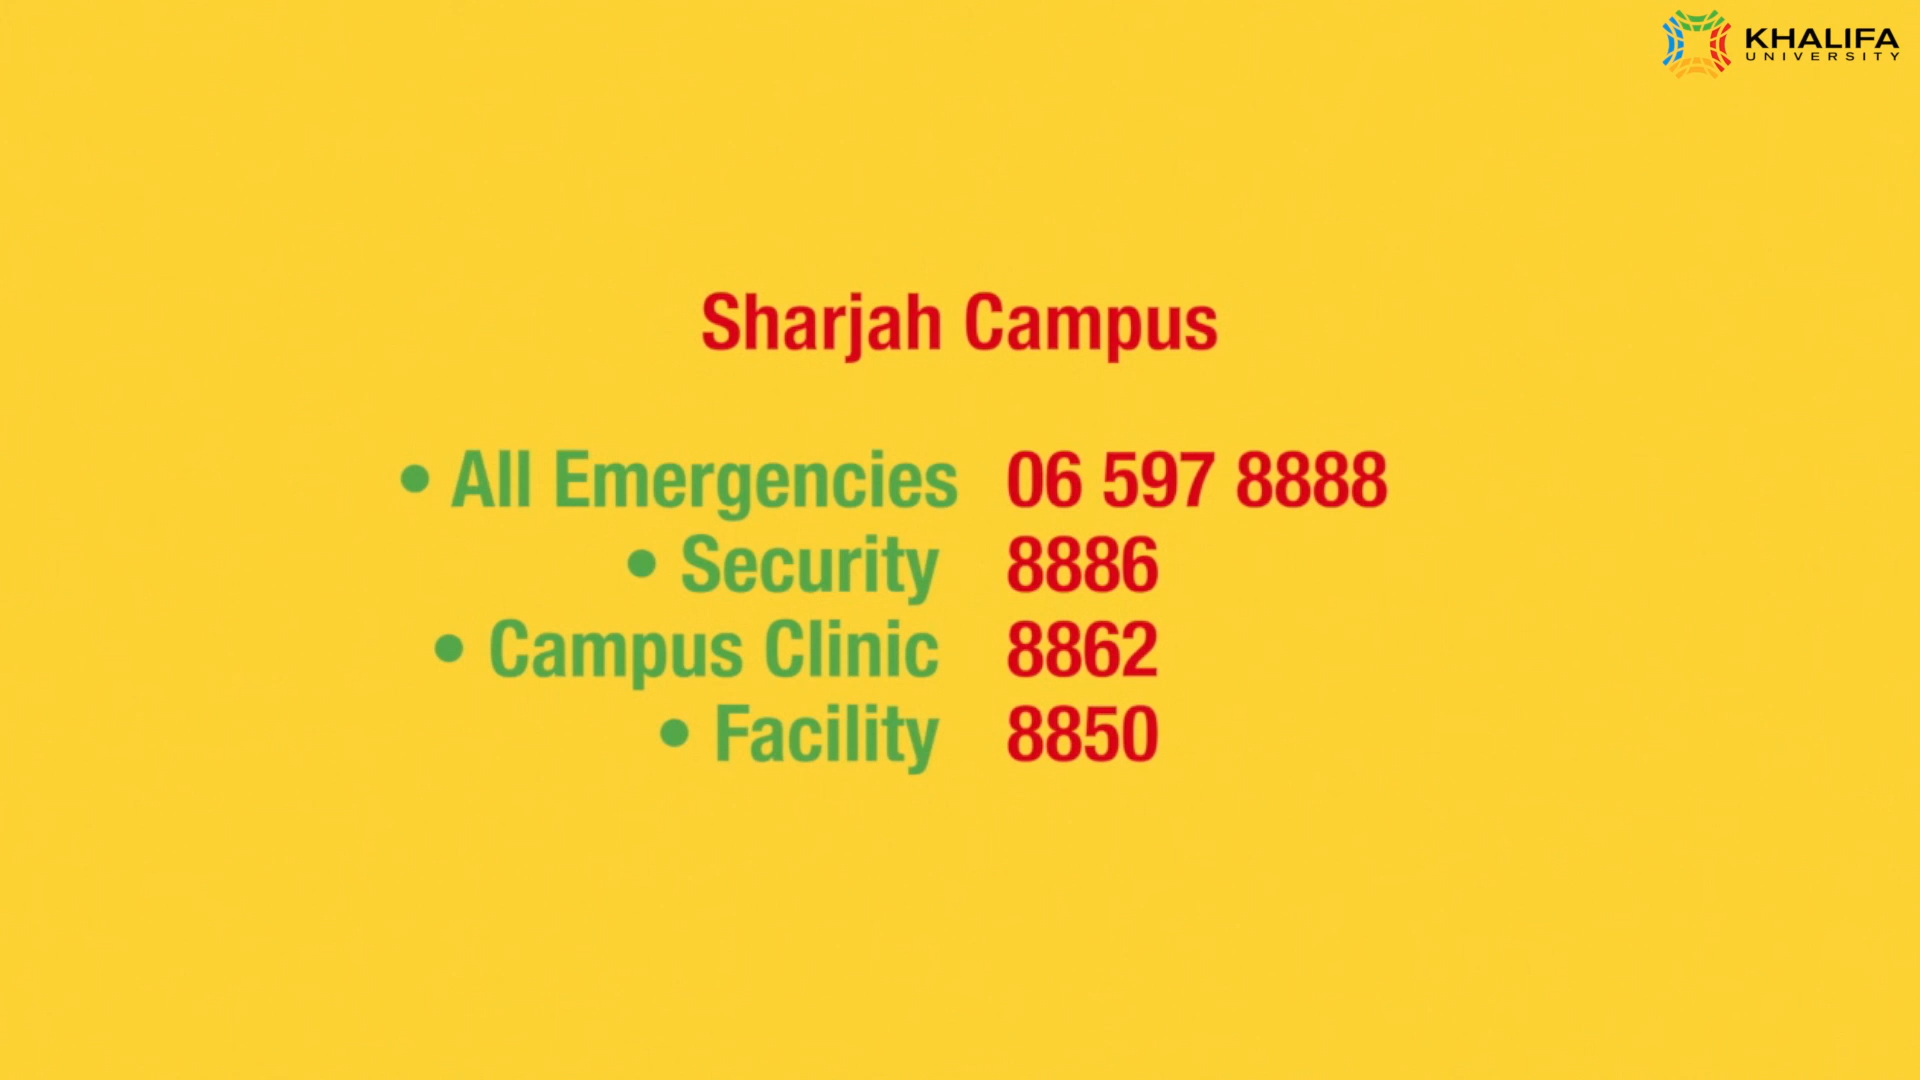 KHALIFA
UNIVERSITY
Sharjah Campus
• All Emergencies 06 597 8888
• Security 8886
• Campus Clinic 8862
• Facility 8850